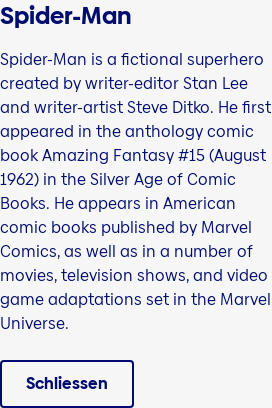 Spider-Man
Spider-Man is a fictional superhero
created by writer-editor Stan Lee
and writer-artist Steve Ditko. He first
appeared in the anthology comic
book Amazing Fantasy #15 (August
1962) in the Silver Age of Comic
Books. He appears in American
comic books published by Marvel
Comics, as well as in a number of
movies, television shows, and video
game adaptations set in the Marvel
Universe.
Schliessen